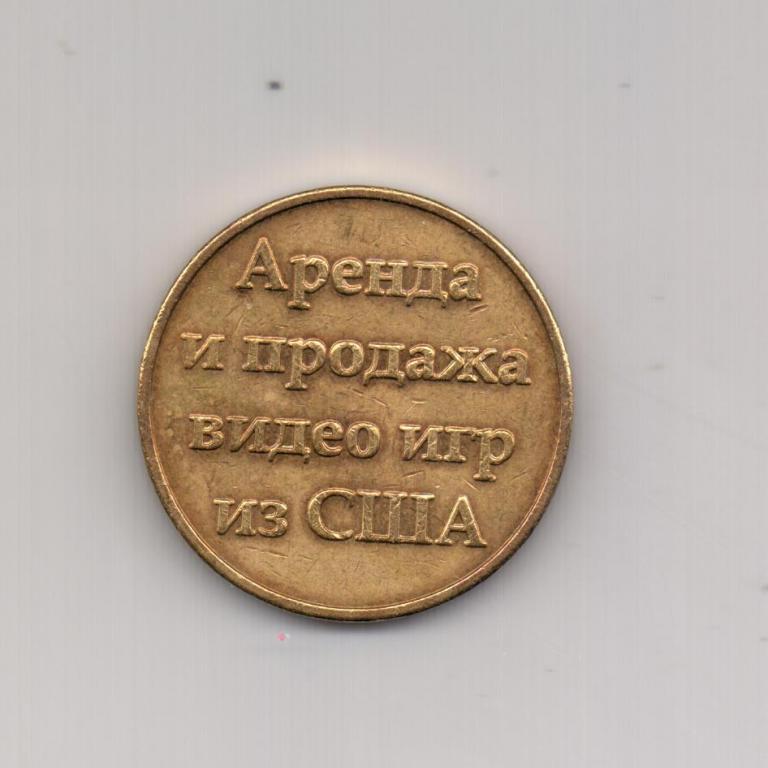 Аренда
и продажа
видео игр
из США